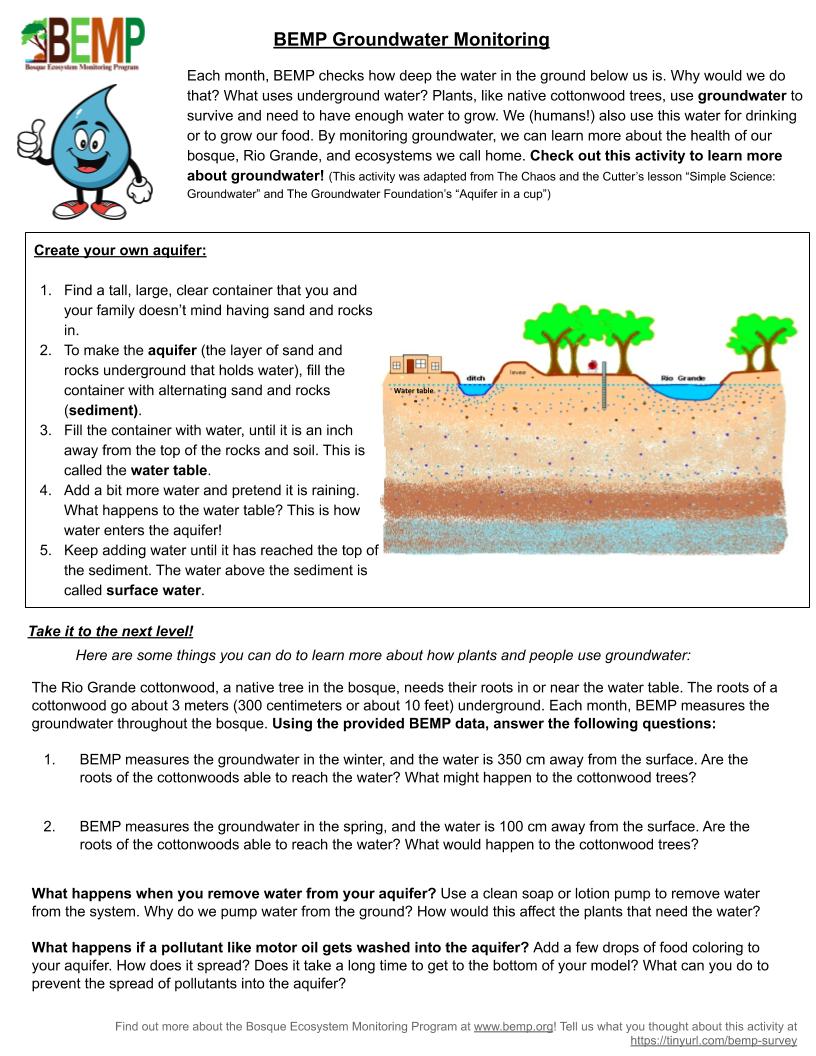 BEMP
Bosque Ecosystem Monitoring Program
BEMP Groundwater Monitoring
Each month, BEMP checks how deep the water in the ground below us is. Why would we do
that? What uses underground water? Plants, like native cottonwood trees, use groundwater to
survive and need to have enough water to grow. We (humans!) also use this water for drinking
or to grow our food. By monitoring groundwater, we can learn more about the health of our
bosque, Rio Grande, and ecosystems we call home. Check out this activity to learn more
about groundwater! (This activity was adapted from The Chaos and the Cutter’s lesson “Simple Science:
Groundwater” and The Groundwater Foundation’s “Aquifer in a cup”)
Create your own aquifer:
1. Find a tall, large, clear container that you and
your family doesn’t mind having sand and rocks
in.
2. To make the aquifer (the layer of sand and
rocks underground that holds water), fill the
container with alternating sand and rocks
(sediment).
3. Fill the container with water, until it is an inch
away from the top of the rocks and soil. This is
called the water table.
4. Add a bit more water and pretend it is raining.
What happens to the water table? This is how
water enters the aquifer!
5. Keep adding water until it has reached the top of
the sediment. The water above the sediment is
called surface water.
ditch
levee
Rio Grande
Water table
Take it to the next level!
Here are some things you can do to learn more about how plants and people use groundwater:
The Rio Grande cottonwood, a native tree in the bosque, needs their roots in or near the water table. The roots of a
cottonwood go about 3 meters (300 centimeters or about 10 feet) underground. Each month, BEMP measures the
groundwater throughout the bosque. Using the provided BEMP data, answer the following questions:
1. BEMP measures the groundwater in the winter, and the water is 350 cm away from the surface. Are the
roots of the cottonwoods able to reach the water? What might happen to the cottonwood trees?
2. BEMP measures the groundwater in the spring, and the water is 100 cm away from the surface. Are the
roots of the cottonwoods able to reach the water? What would happen to the cottonwood trees?
What happens when you remove water from your aquifer? Use a clean soap or lotion pump to remove water
from the system. Why do we pump water from the ground? How would this affect the plants that need the water?
What happens if a pollutant like motor oil gets washed into the aquifer? Add a few drops of food coloring to
your aquifer. How does it spread? Does it take a long time to get to the bottom of your model? What can you do to
prevent the spread of pollutants into the aquifer?
Find out more about the Bosque Ecosystem Monitoring Program at www.bemp.org! Tell us what you thought about this activity at
https://tinyurl.com/bemp-survey